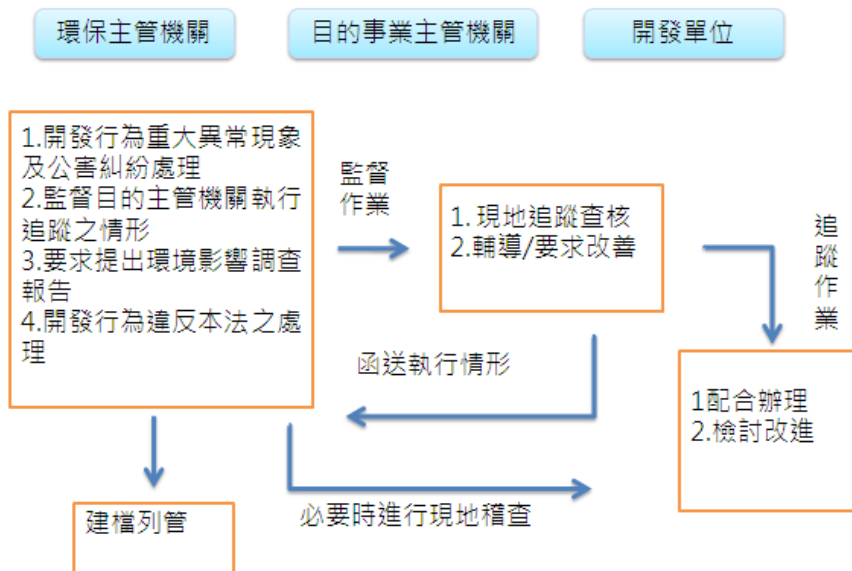 環保主管機關
目的事業主管機關
開發單位
1.開發行為重大異常現象
及公害糾紛處理
2.監督目的主管機關執行
追蹤之情形
3.要求提出環境影響調查
報告
4.開發行為違反本法之處
理
監督
作業
1. 現地追蹤查核
2.輔導/要求改善
追
蹤
作
業
函送執行情形
1配合辦理
2.檢討改進
建檔列管
必要時進行現地稽查